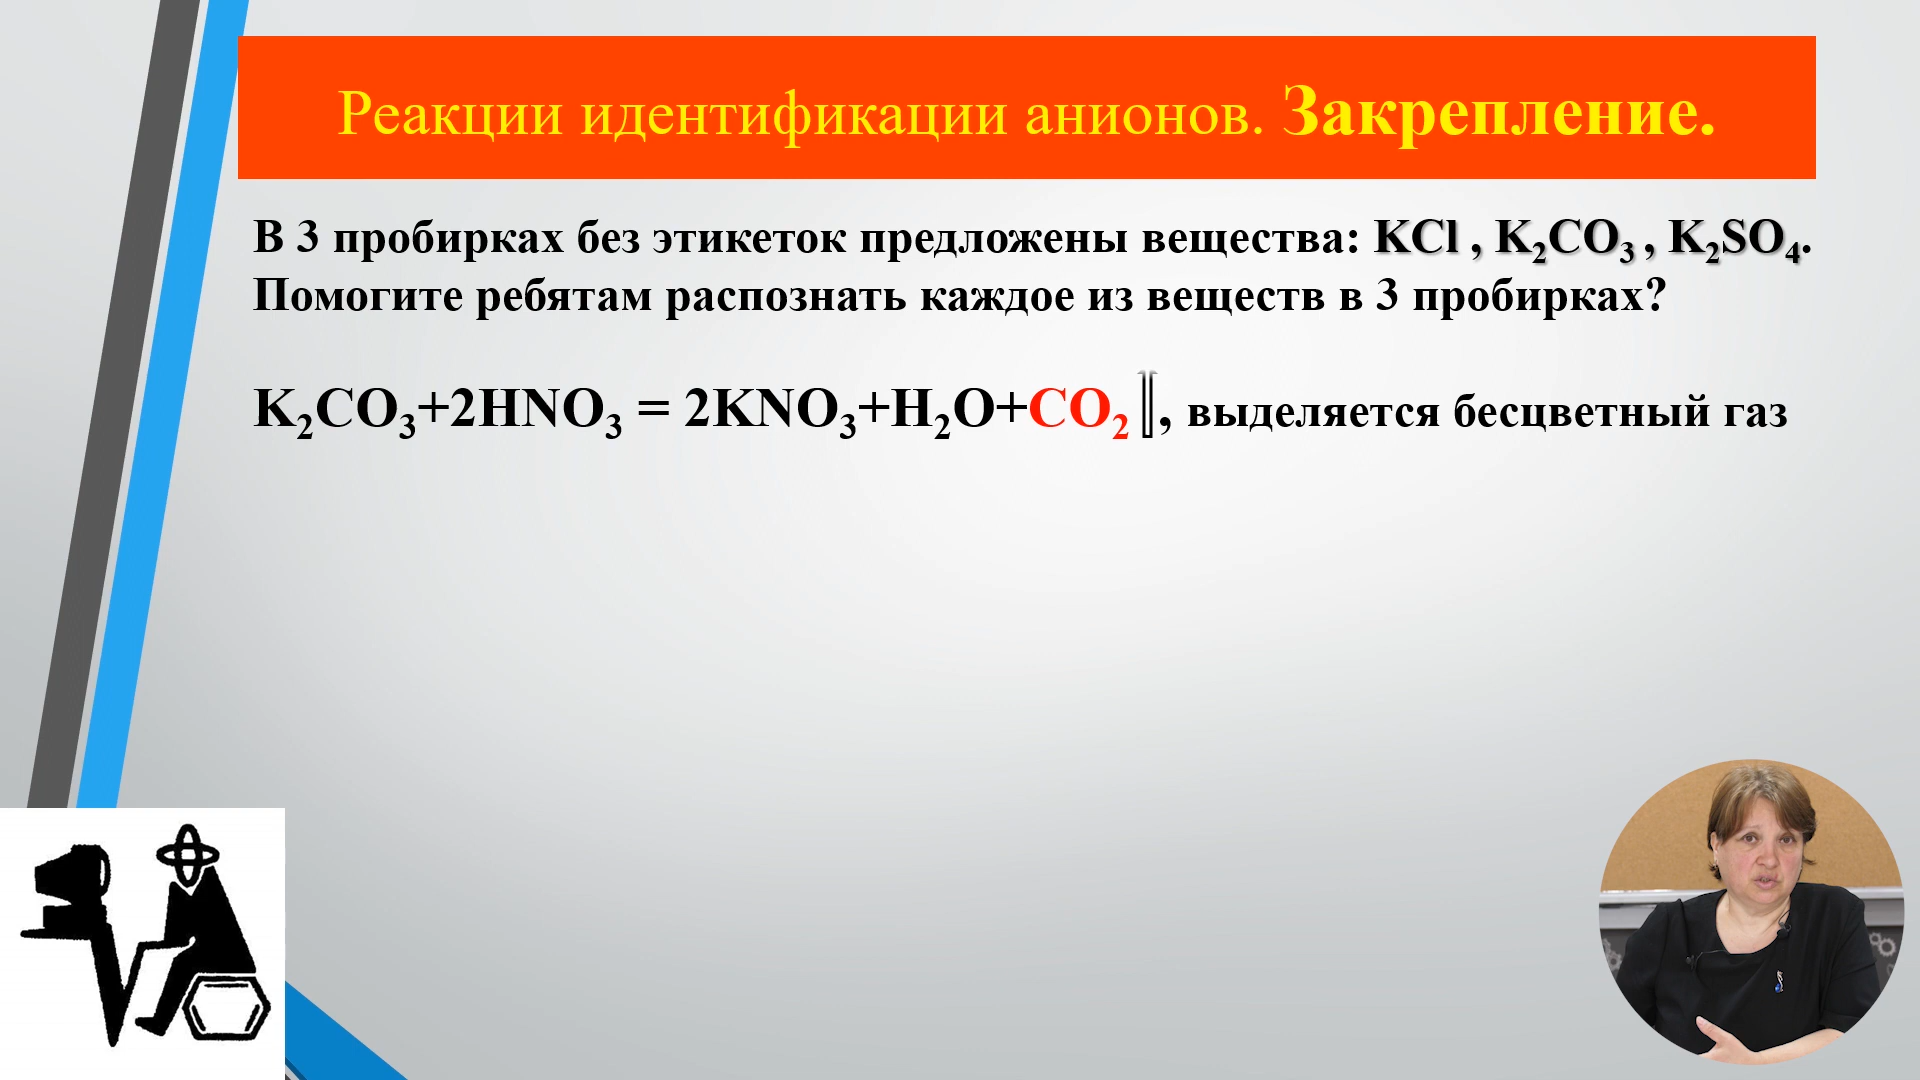 Реакции идентификации анионов. Закрепление.
В 3 пробирках без этикеток предложены вещества: KCl , K₂CO₃ , K₂SO₄.
Помогите ребятам распознать каждое из веществ в 3 пробирках?
K₂CO₃+2HNO₃ = 2KNO₃+H₂O+CO₂ , выделяется бесцветный газ